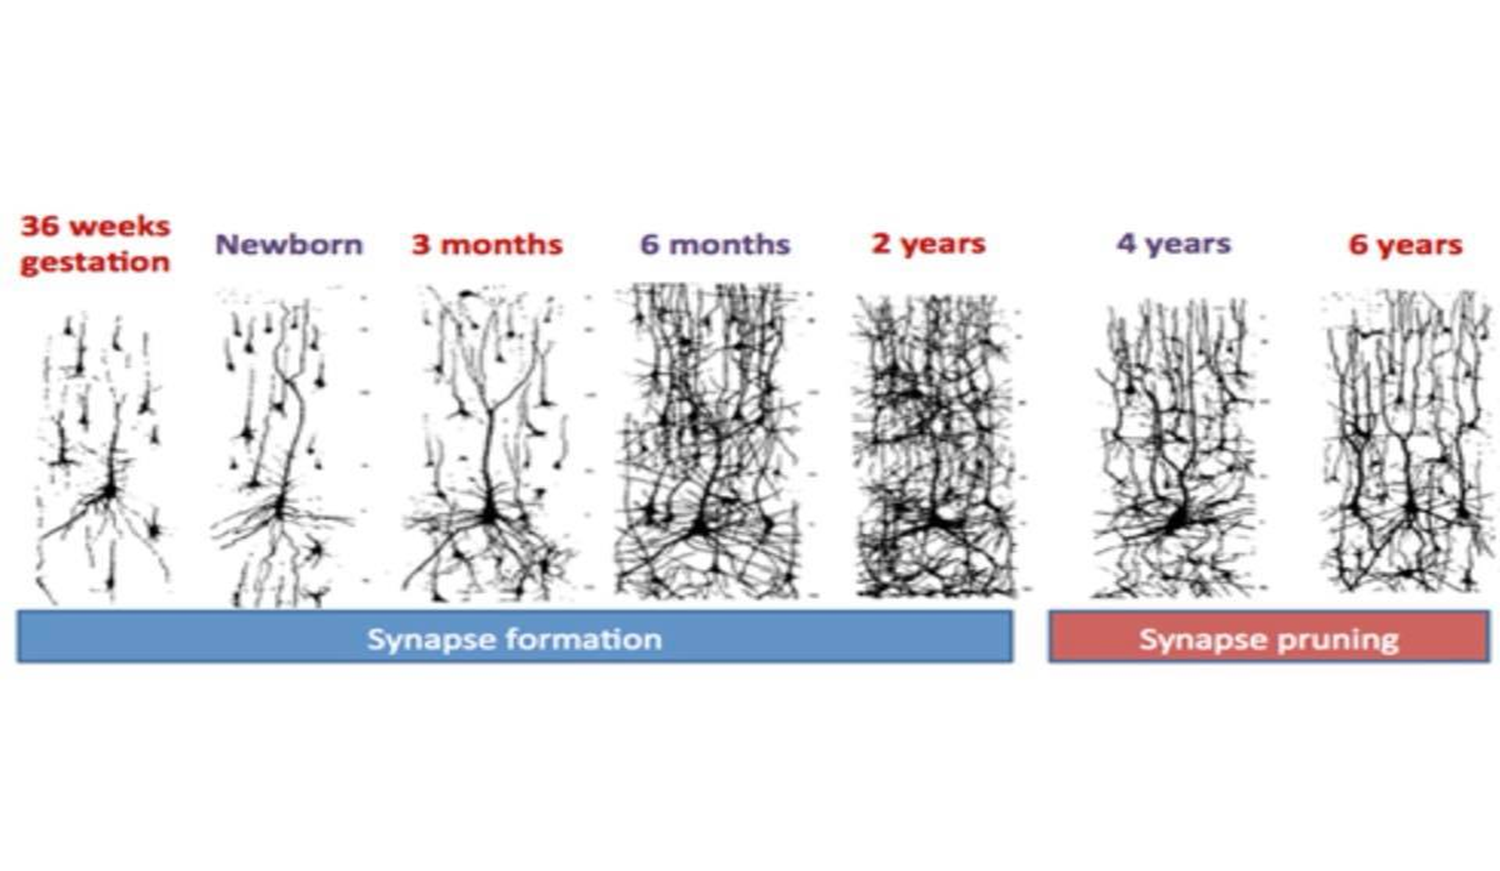 36 weeks
gestation
Newborn
3 months
6 months
2 years
4 years
6 years
Synapse formation
Synapse pruning